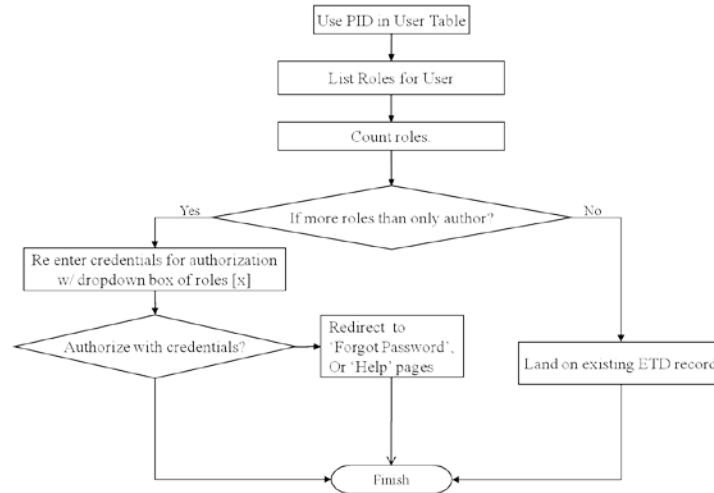 Use PID in User Table
List Roles for User
Count roles.
If more roles than only author?
Yes
No
Re enter credentials for authorization
w/ dropdown box of roles [x]
Authorize with credentials?
Redirect to
‘Forgot Password’,
Or ‘Help’ pages
Land on existing ETD record
Finish